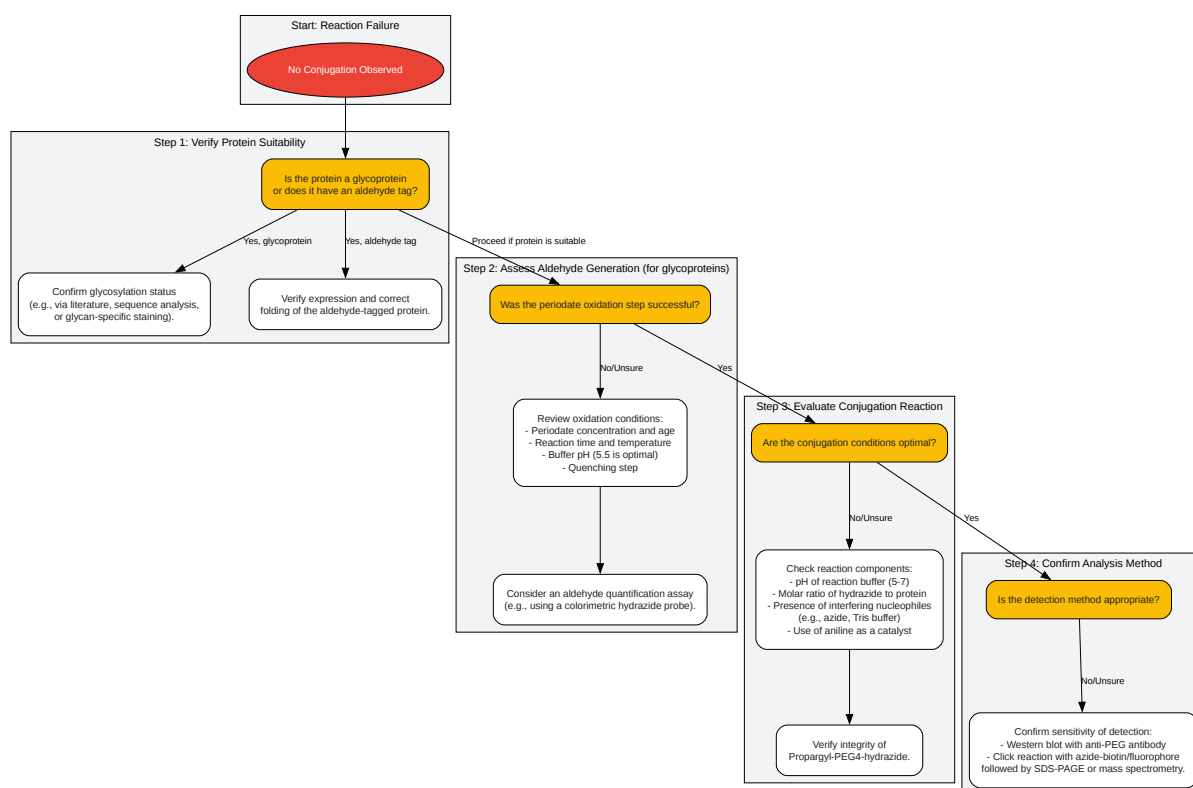 Start: Reaction Failure
No Conjugation Observed
Step 1: Verify Protein Suitability
Is the protein a glycoprotein
or does it have an aldehyde tag?
Yes, glycoprotein
Yes, aldehyde tag
Proceed if protein is suitable
Confirm glycosylation status
(e.g., via literature, sequence analysis,
or glycan-specific staining).
Verify expression and correct
folding of the aldehyde-tagged protein.
Step 2: Assess Aldehyde Generation (for glycoproteins)
Was the periodate oxidation step successful?
No/Unsure
Yes
Review oxidation conditions:
- Periodate concentration and age
- Reaction time and temperature
- Buffer pH (5.5 is optimal)
- Quenching step
Consider an aldehyde quantification assay
(e.g., using a colorimetric hydrazide probe).
Step 3: Evaluate Conjugation Reaction
Are the conjugation conditions optimal?
No/Unsure
Yes
Check reaction components:
- pH of reaction buffer (5-7)
- Molar ratio of hydrazide to protein
- Presence of interfering nucleophiles
(e.g., azide, Tris buffer)
- Use of aniline as a catalyst
Verify integrity of
Propargyl-PEG4-hydrazide.
Step 4: Confirm Analysis Method
Is the detection method appropriate?
No/Unsure
Confirm sensitivity of detection:
- Western blot with anti-PEG antibody
- Click reaction with azide-biotin/fluorophore
followed by SDS-PAGE or mass spectrometry.